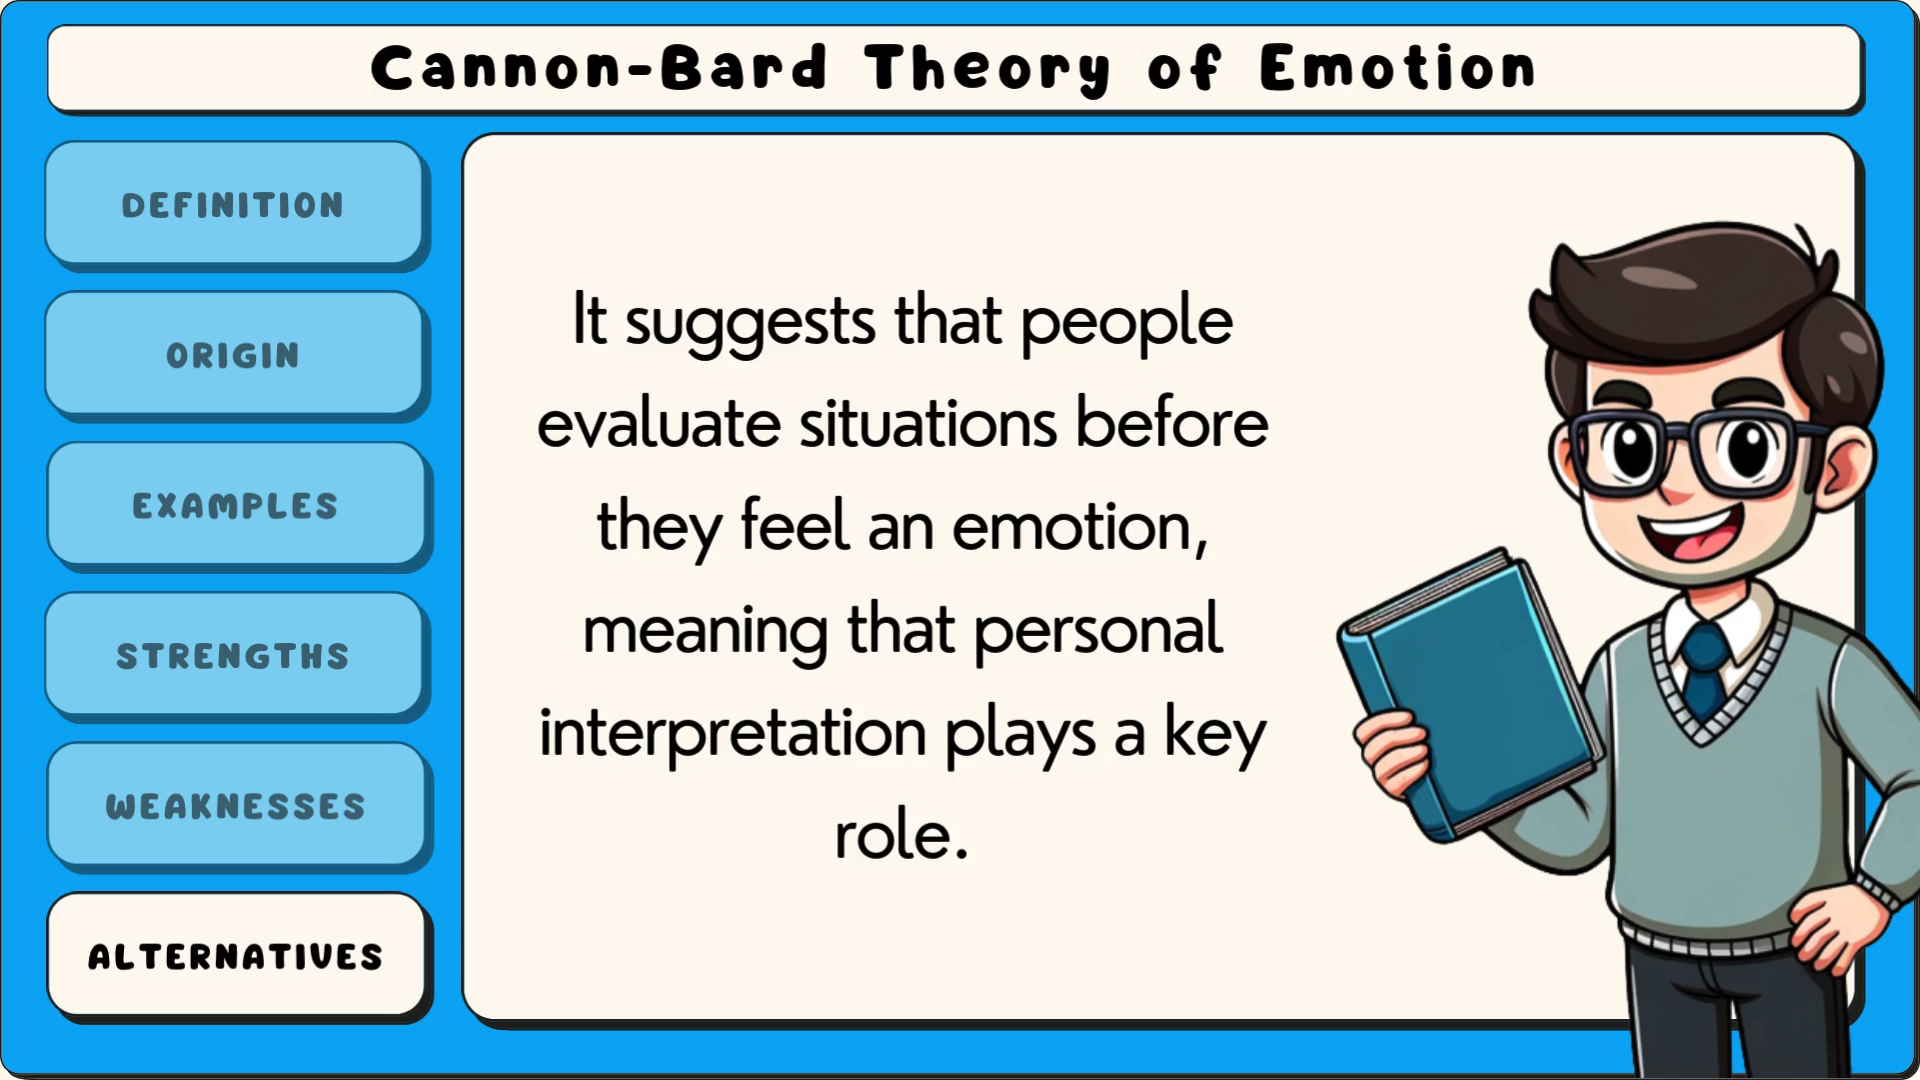 Cannon-Bard Theory of Emotion
DEFINITION
ORIGIN
EXAMPLES
STRENGTHS
WEAKNESSES
ALTERNATIVES
It suggests that people
evaluate situations before
they feel an emotion,
meaning that personal
interpretation plays a key
role.